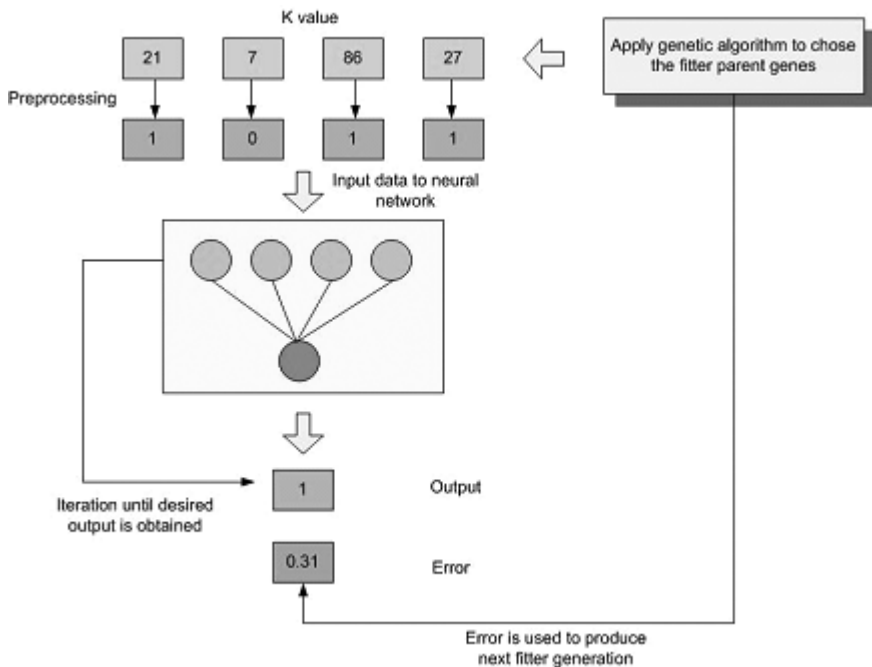 K value
Apply genetic algorithm to chose
the fitter parent genes
21 7 86 27
Preprocessing
1 0 1 1
Input data to neural
network
1
Output
Iteration until desired
output is obtained
0.31
Error
Error is used to produce
next fitter generation